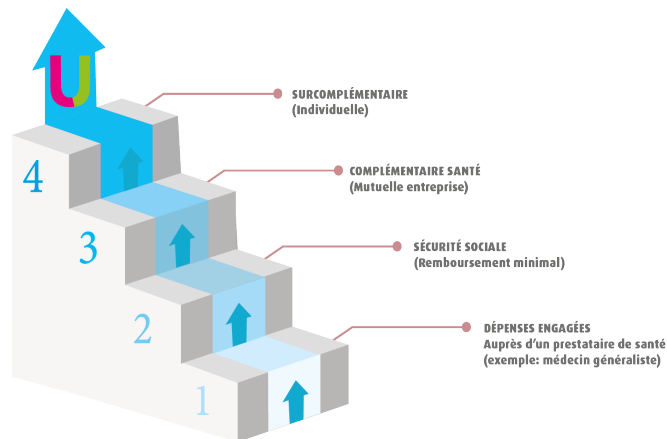 U
SURCOMPLÉMENTAIRE
(Individuelle)
4
COMPLÉMENTAIRE SANTÉ
(Mutuelle entreprise)
3
SÉCURITÉ SOCIALE
(Remboursement minimal)
2
DÉPENSES ENGAGÉES
Auprès d'un prestataire de santé
(exemple: médecin généraliste)
1